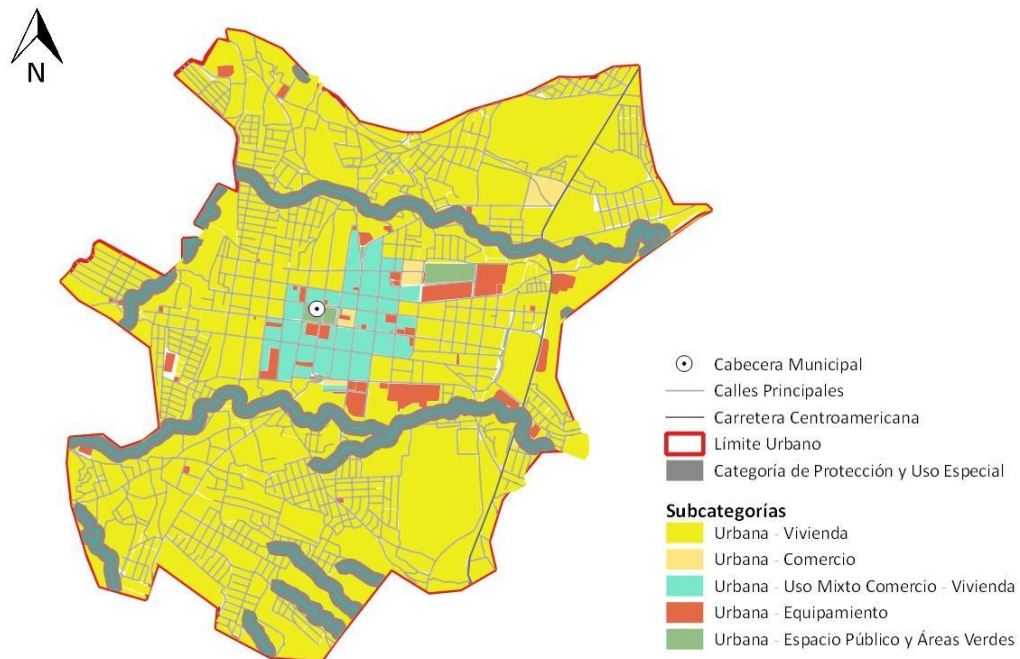 N
Cabecera Municipal
Calles Principales
Carretera Centroamericana
Límite Urbano
Categoría de Protección y Uso Especial
Subcategorías
Urbana - Vivienda
Urbana - Comercio
Urbana - Uso Mixto Comercio - Vivienda
Urbana - Equipamiento
Urbana - Espacio Público y Áreas Verdes